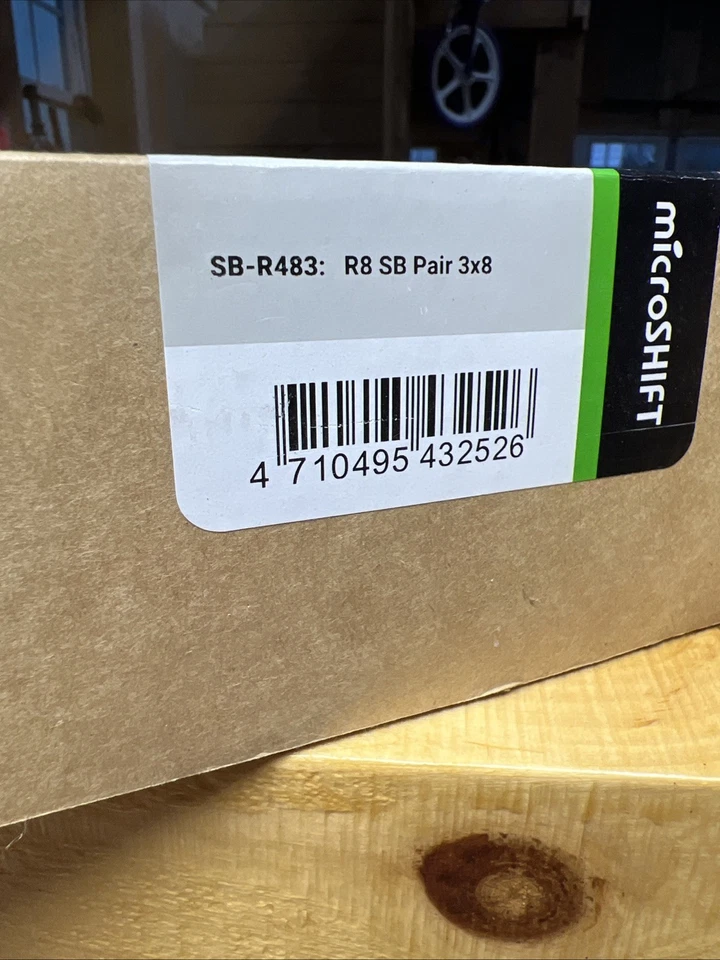 SB-R483: R8 SB Pair 3x8
4 710495 432526
microSHIFT